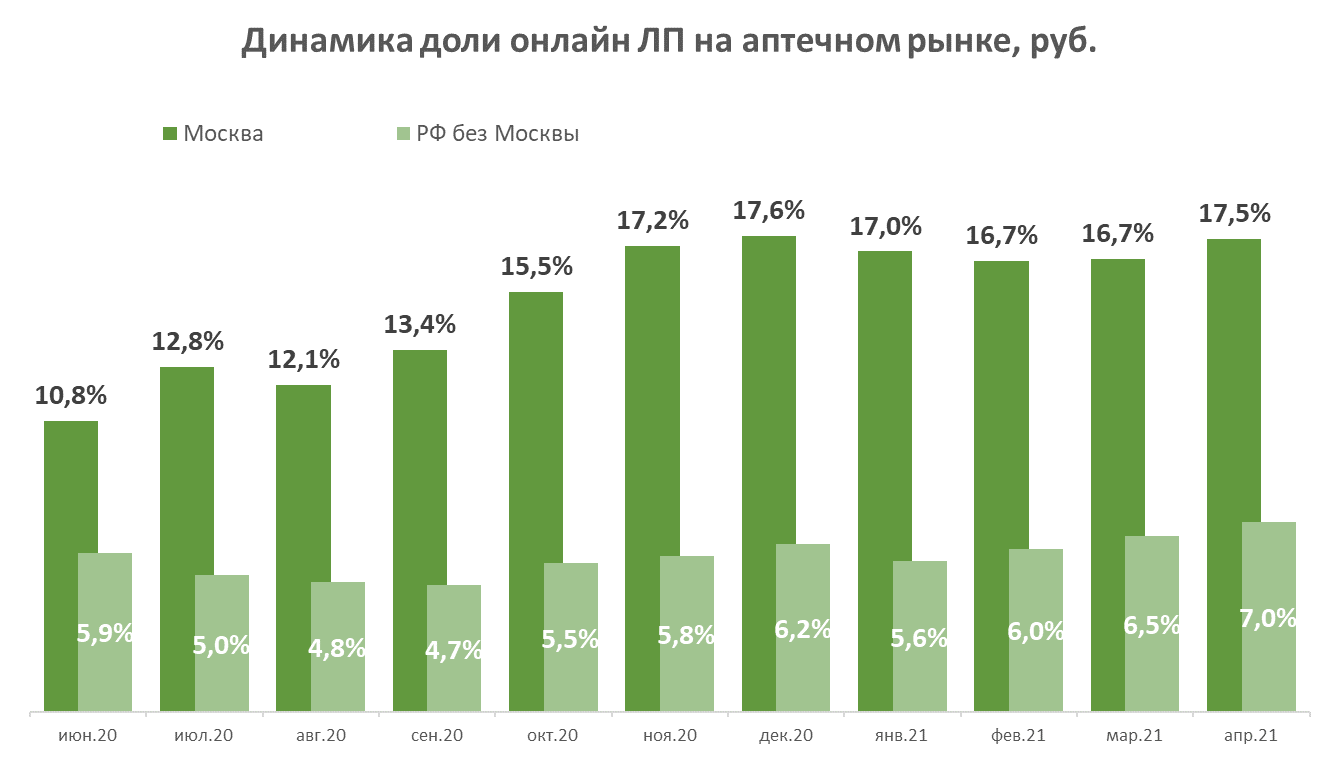 Динамика доли онлайн ЛП на аптечном рынке, руб.
Москва РФ без Москвы
10,8% 12,8% 12,1% 13,4% 15,5% 17,2% 17,6% 17,0% 16,7% 16,7% 17,5%
5,9% 5,0% 4,8% 4,7% 5,5% 5,8% 6,2% 5,6% 6,0% 6,5% 7,0%
июн.20 июл.20 авг.20 сен.20 окт.20 ноя.20 дек.20 янв.21 фев.21 мар.21 апр.21